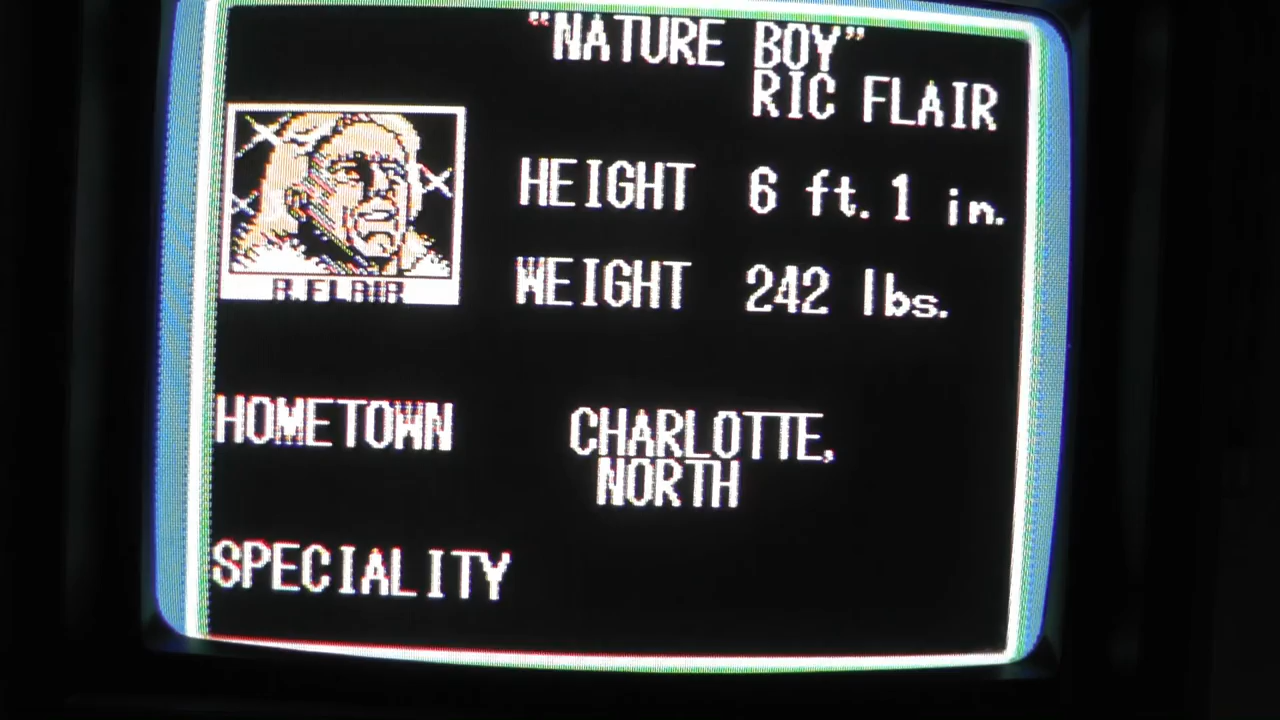 "NATURE BOY"
RIC FLAIR
R.FLAIR
HEIGHT 6 ft. 1 in.
WEIGHT 242 lbs.
HOMETOWN CHARLOTTE,
NORTH
SPECIALITY